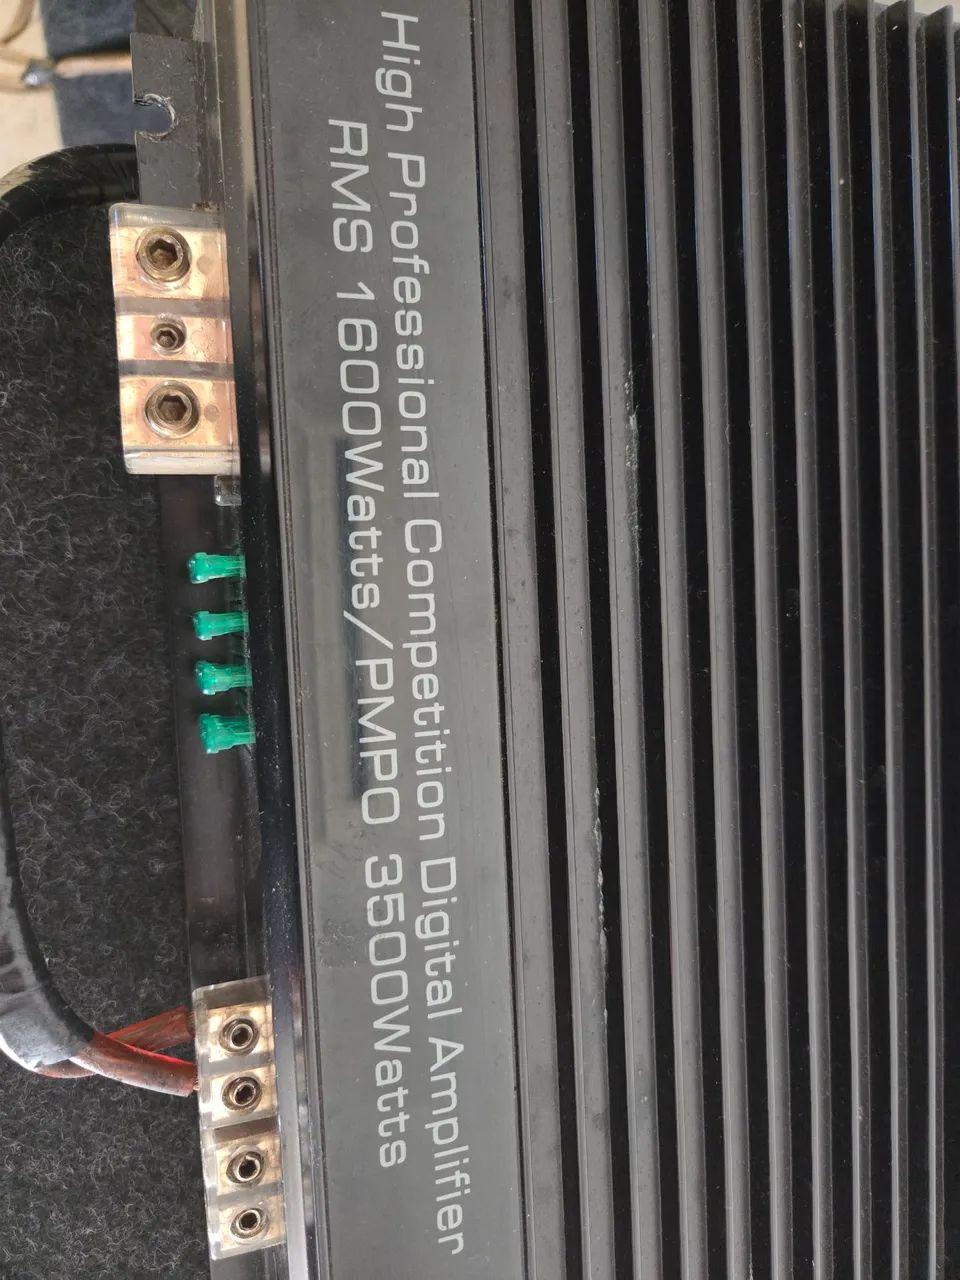 High Professional Competition Digital Amplifier
RMS 1600Watts/PMPO 3500Watts